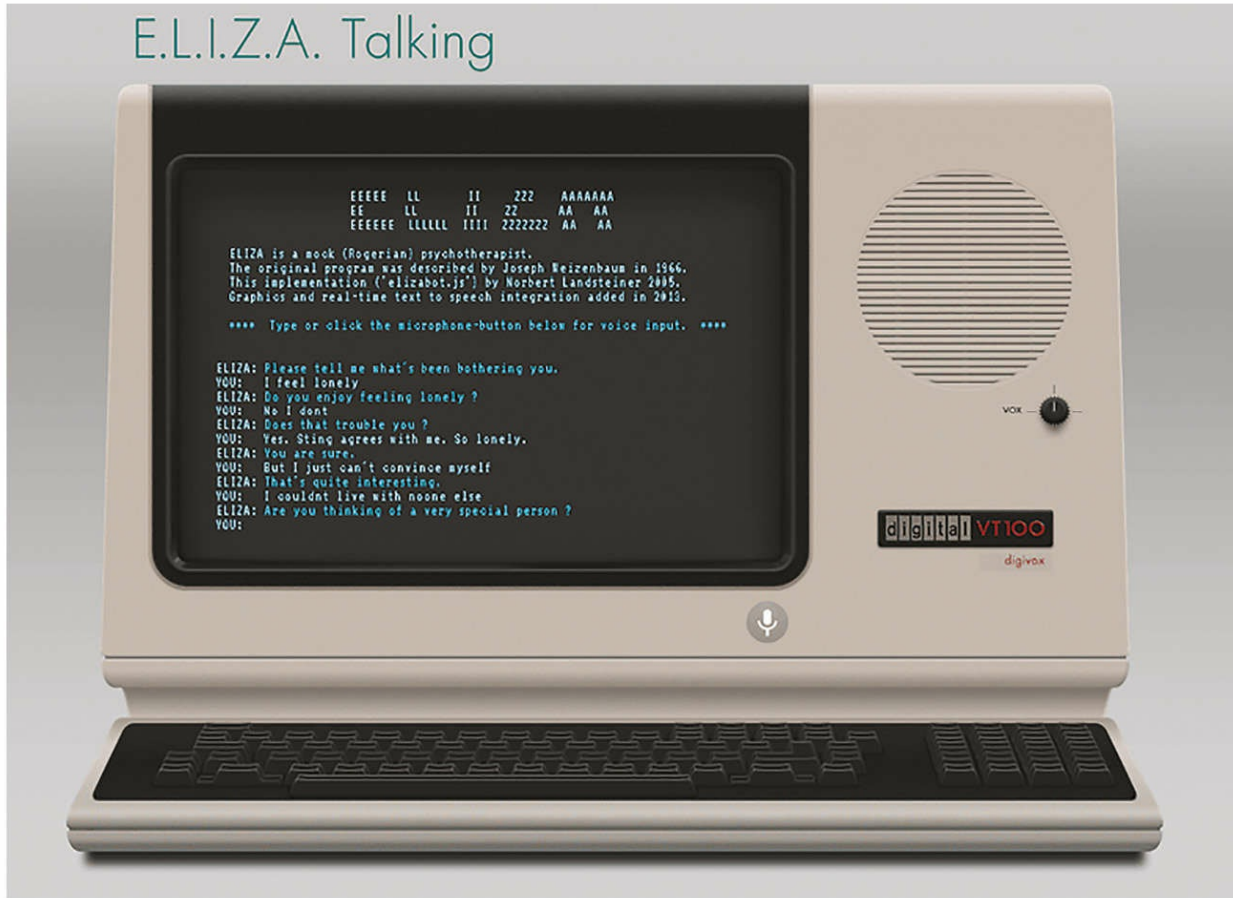 E.L.I.Z.A. Talking
EEEEE LL II ZZZ AAAAAAA
EE LL II ZZ AA AA
EEEEEE LLLLLL IIII ZZZZZZZ AA AA
ELIZA is a mock (Rogerian) psychotherapist.
The original program was described by Joseph Weizenbaum in 1966.
This implementation ("elizabot.js") by Norbert Landsteiner 2005.
Graphics and real-time text to speech integration added in 2013.
**** Type or click the microphone-button below for voice input. ****
ELIZA: Please tell me what's been bothering you.
YOU: I feel lonely
ELIZA: Do you enjoy feeling lonely ?
YOU: No I dont
ELIZA: Does that trouble you ?
YOU: Yes. Sting agrees with me. So lonely.
ELIZA: You are sure.
YOU: But I just can't convince myself
ELIZA: That's quite interesting.
YOU: I couldnt live with noone else
ELIZA: Are you thinking of a very special person ?
YOU:
VOX
digital VT100
digivox